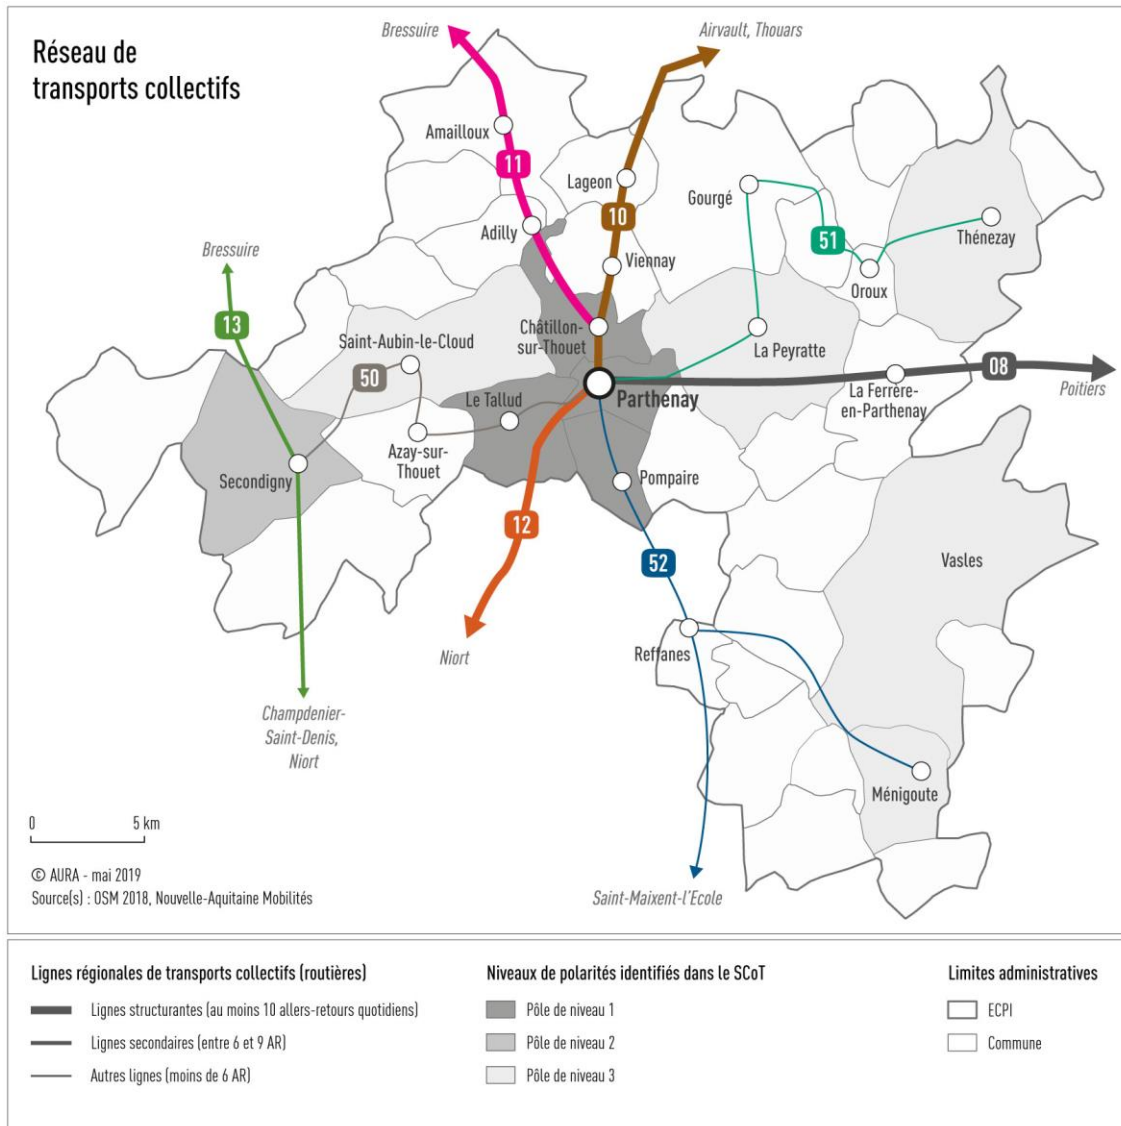 Réseau de
transports collectifs
Bressuire
Airvault, Thouars
Amailloux
11
Lageon
10
Gourgé
Adilly
51
Thénezay
Bressuire
Viennay
Oroux
13
Saint-Aubin-le-Cloud
Châtillon-
sur-Thouet
La Peyratte
50
Le Tallud
Parthenay
08
La Ferrère-
en-Parthenay
Poitiers
Azay-sur-
Thouet
Secondigny
Pompaire
12
52
Vasles
Reffanes
Niort
Champdenier-
Saint-Denis,
Niort
Ménigoute
0 5 km
© AURA - mai 2019
Source(s) : OSM 2018, Nouvelle-Aquitaine Mobilités
Saint-Maixent-l'Ecole
Lignes régionales de transports collectifs (routières)
Lignes structurantes (au moins 10 allers-retours quotidiens)
Lignes secondaires (entre 6 et 9 AR)
Autres lignes (moins de 6 AR)
Niveaux de polarités identifiés dans le SCoT
Pôle de niveau 1
Pôle de niveau 2
Pôle de niveau 3
Limites administratives
ECPI
Commune